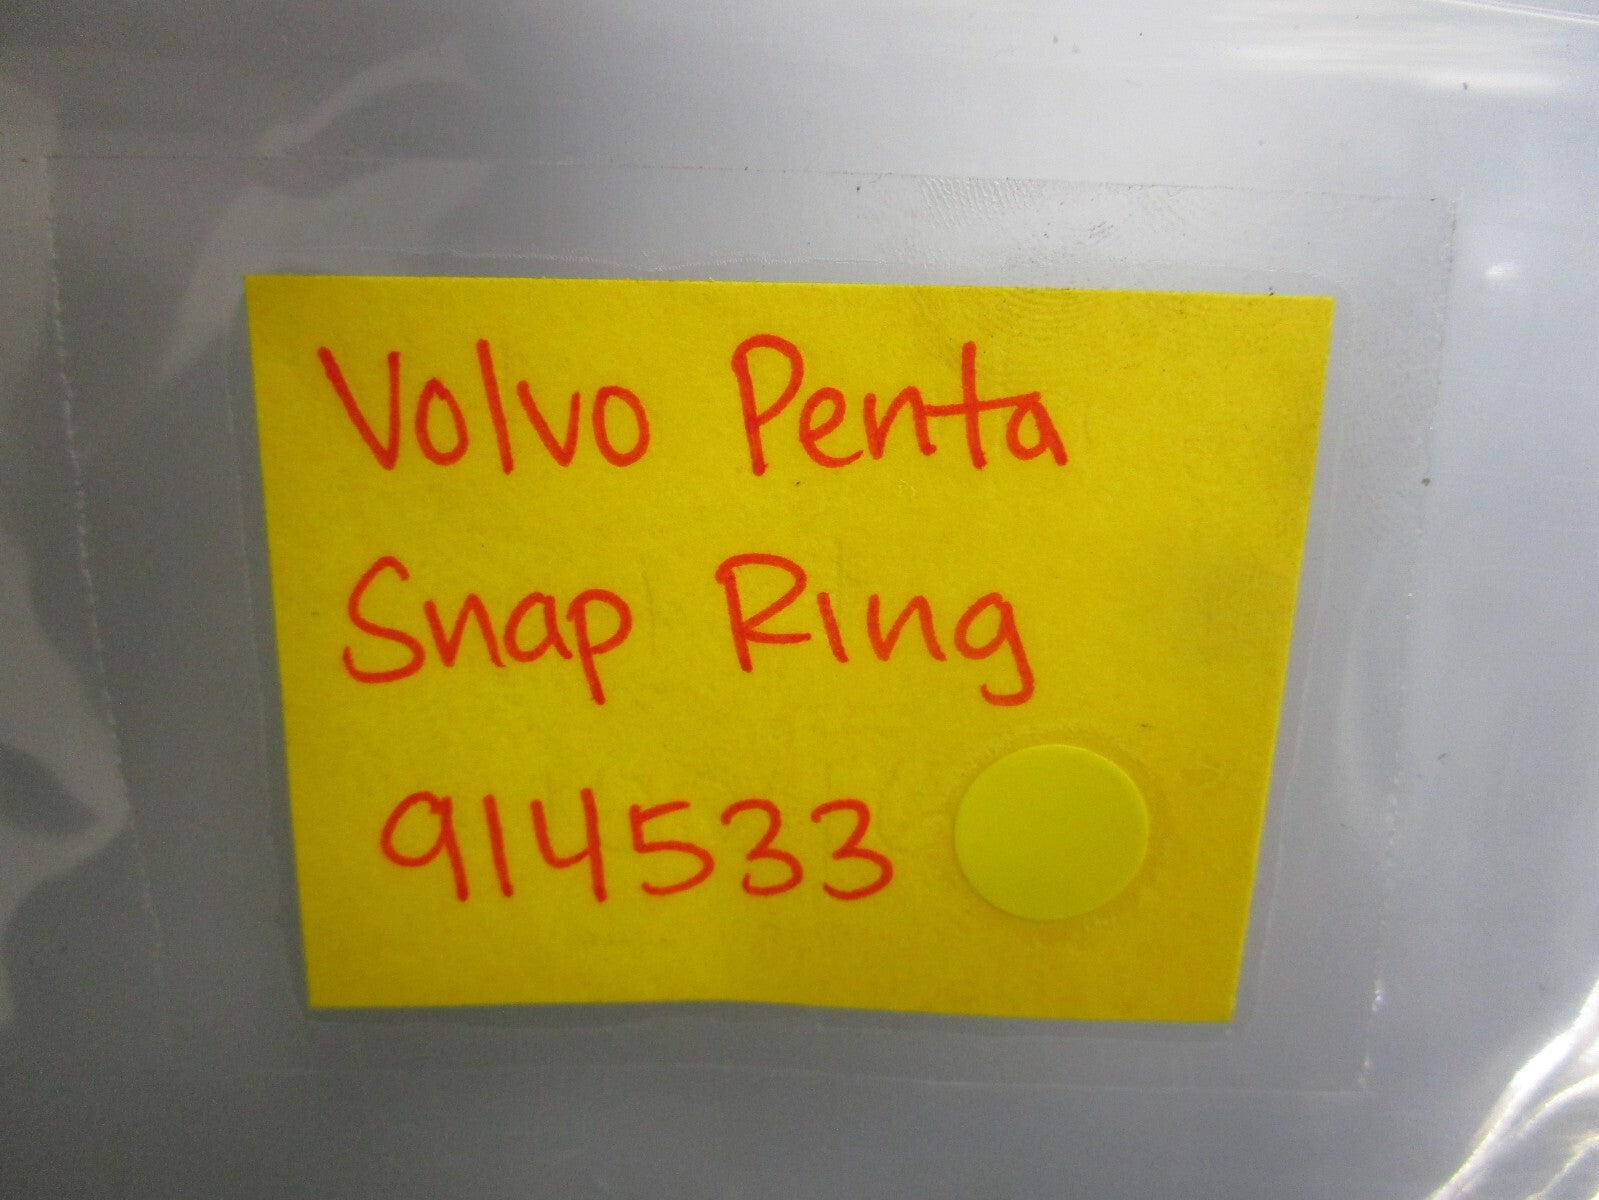 Volvo Penta
Snap Ring
914533